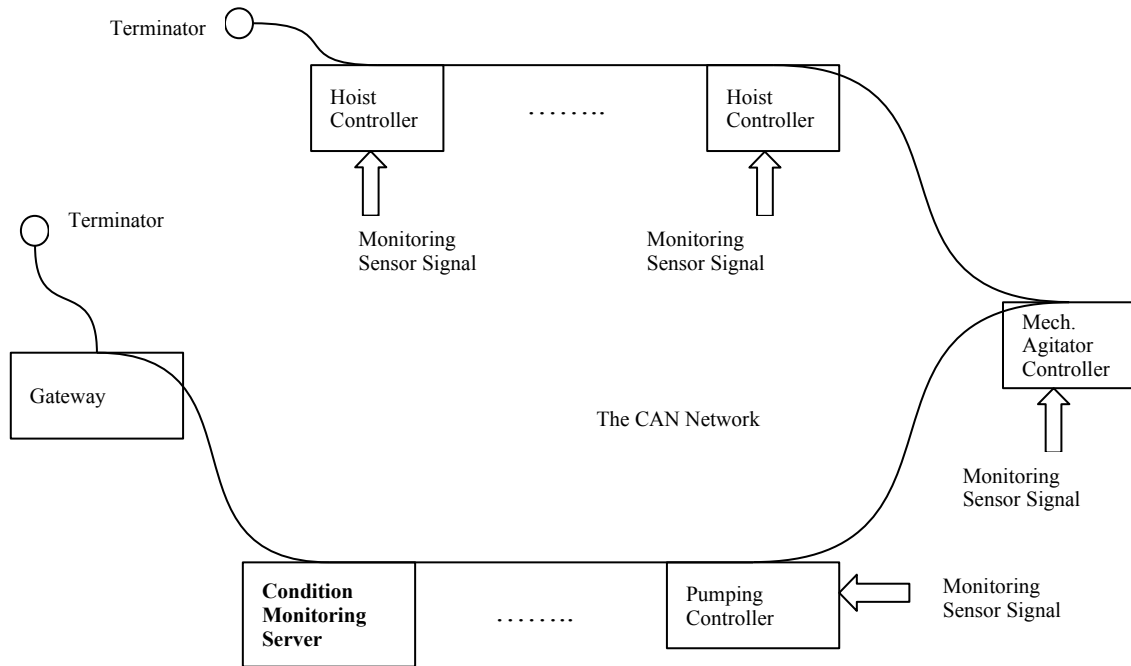 Terminator
Hoist
Controller
........
Hoist
Controller
Monitoring
Sensor Signal
Monitoring
Sensor Signal
Terminator
Mech.
Agitator
Controller
Gateway
The CAN Network
Monitoring
Sensor Signal
Condition
Monitoring
Server
........
Pumping
Controller
Monitoring
Sensor Signal